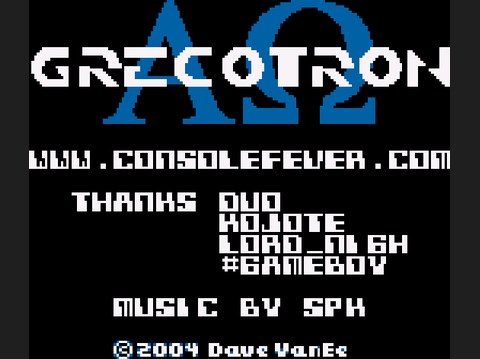 ΑΩ
GRECOTRON
WWW.CONSOLEFEVER.COM
THANKS DUO
KOJOTE
LORD_NIGH
#GAMEBOY
MUSIC BY SPK
©2004 Dave VanEe